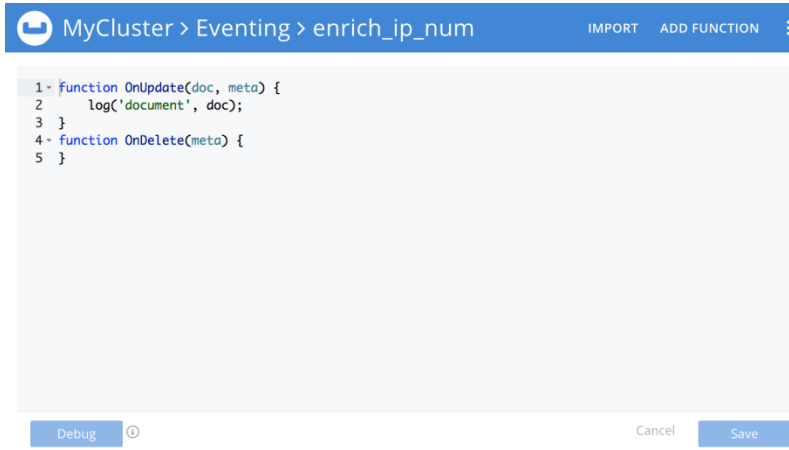 MyCluster > Eventing > enrich_ip_num IMPORT ADD FUNCTION
1 function OnUpdate(doc, meta) {
2 log('document', doc);
3 }
4 function OnDelete(meta) {
5 }
Debug Cancel Save